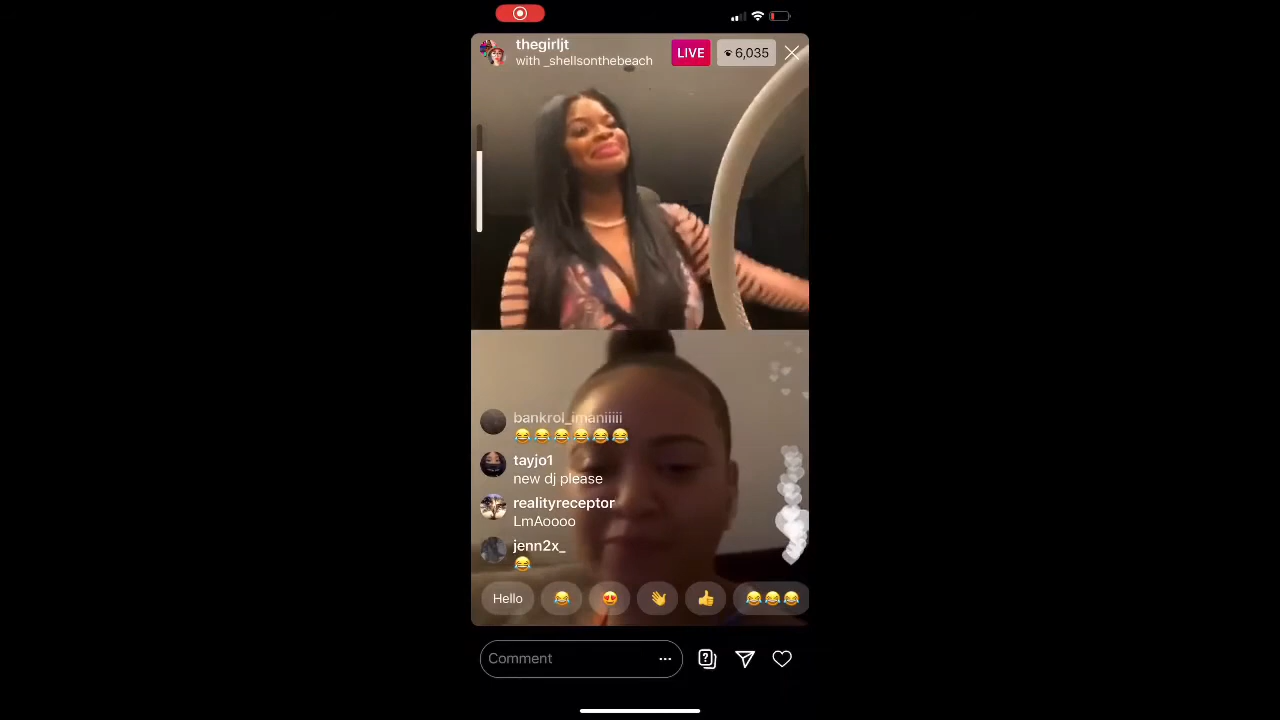 thegirljt
with _shellsonthebeach
LIVE
6,035
bankrol_imaniiiii
😂😂😂😂😂😂
tayjo1
new dj please
realityreceptor
LmAoooo
jenn2x_
😂
Hello 😂 😍 👋 👍 😂😂😂
Comment